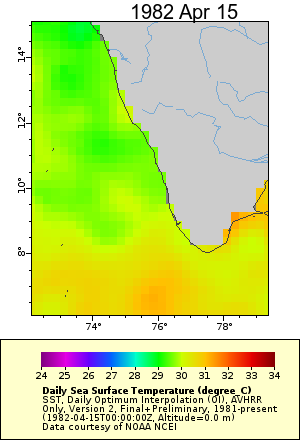 1982 Apr 15
14°
12°
10°
8°
74° 76° 78°
24 25 26 27 28 29 30 31 32 33 34
Daily Sea Surface Temperature (degree_C)
SST, Daily Optimum Interpolation (OI), AVHRR
Only, Version 2, Final+Preliminary, 1981-present
(1982-04-15T00:00:00Z, Altitude=0.0 m)
Data courtesy of NOAA NCEI